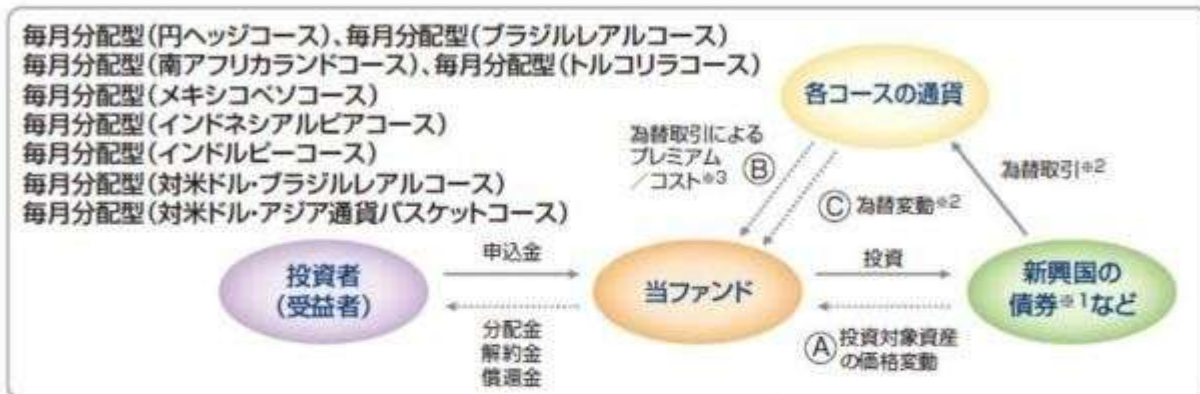 毎月分配型(円ヘッジコース)、毎月分配型(ブラジルレアルコース)
毎月分配型(南アフリカランドコース)、毎月分配型(トルコリラコース)
毎月分配型(メキシコペソコース)
毎月分配型(インドネシアルピアコース)
毎月分配型(インドルピーコース)
毎月分配型(対米ドル・ブラジルレアルコース)
毎月分配型(対米ドル・アジア通貨バスケットコース)
各コースの通貨
為替取引による
プレミアム
／コスト※3
Ⓑ
Ⓒ 為替変動※2
為替取引※2
投資者
(受益者)
申込金
分配金
解約金
償還金
当ファンド
投資
Ⓐ 投資対象資産
の価格変動
新興国の
債券※1など